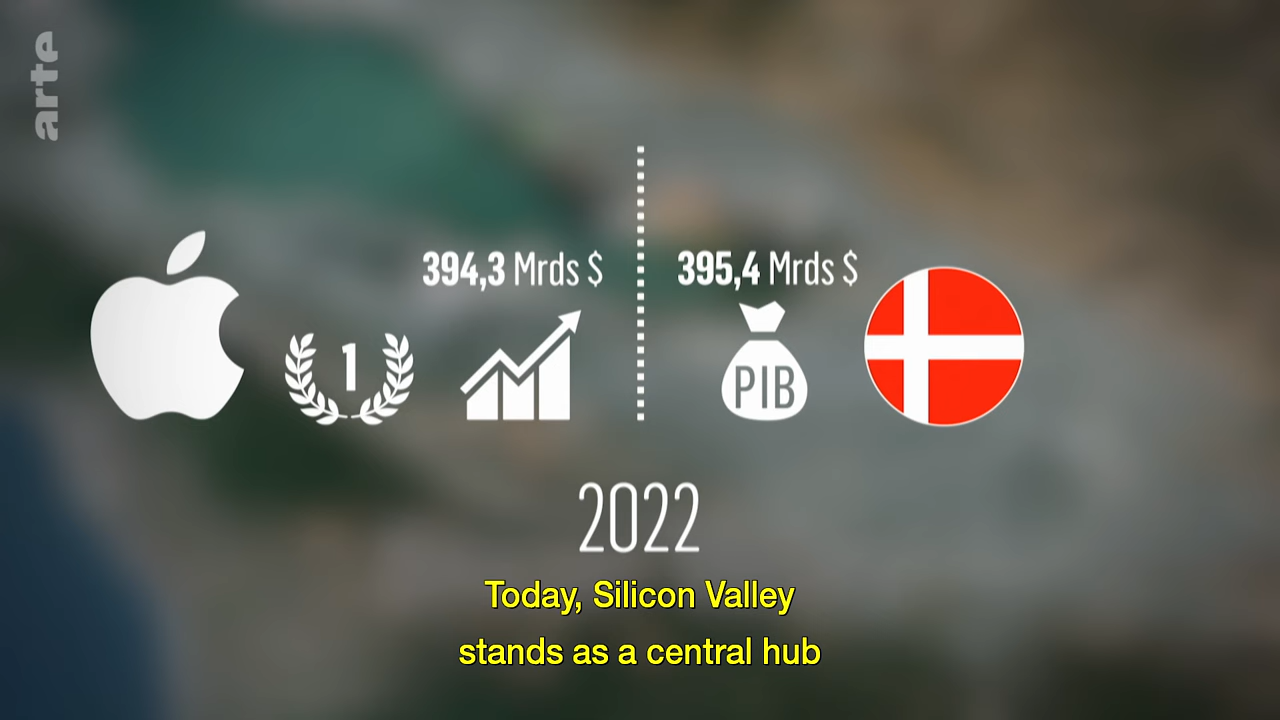 arte
394,3 Mrds $
395,4 Mrds $
1
PIB
2022
Today, Silicon Valley
stands as a central hub